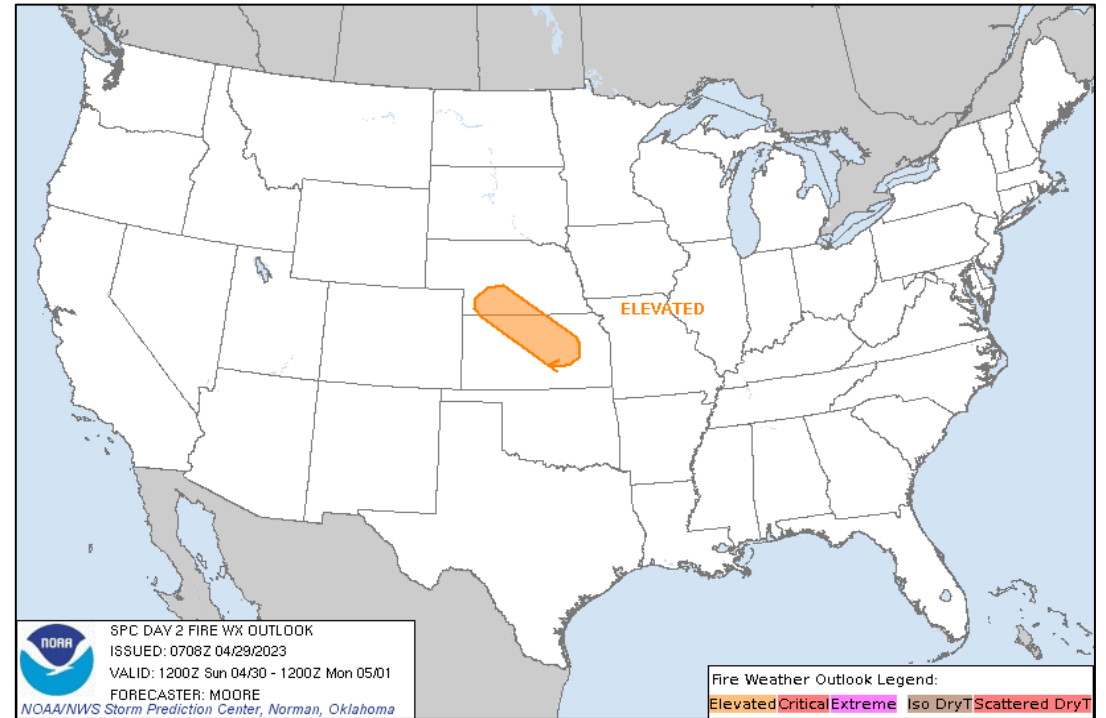 ELEVATED
NOAA
SPC DAY 2 FIRE WX OUTLOOK
ISSUED: 0708Z 04/29/2023
VALID: 1200Z Sun 04/30 - 1200Z Mon 05/01
FORECASTER: MOORE
NOAA/NWS Storm Prediction Center, Norman, Oklahoma
Fire Weather Outlook Legend:
Elevated Critical Extreme Iso DryT Scattered DryT